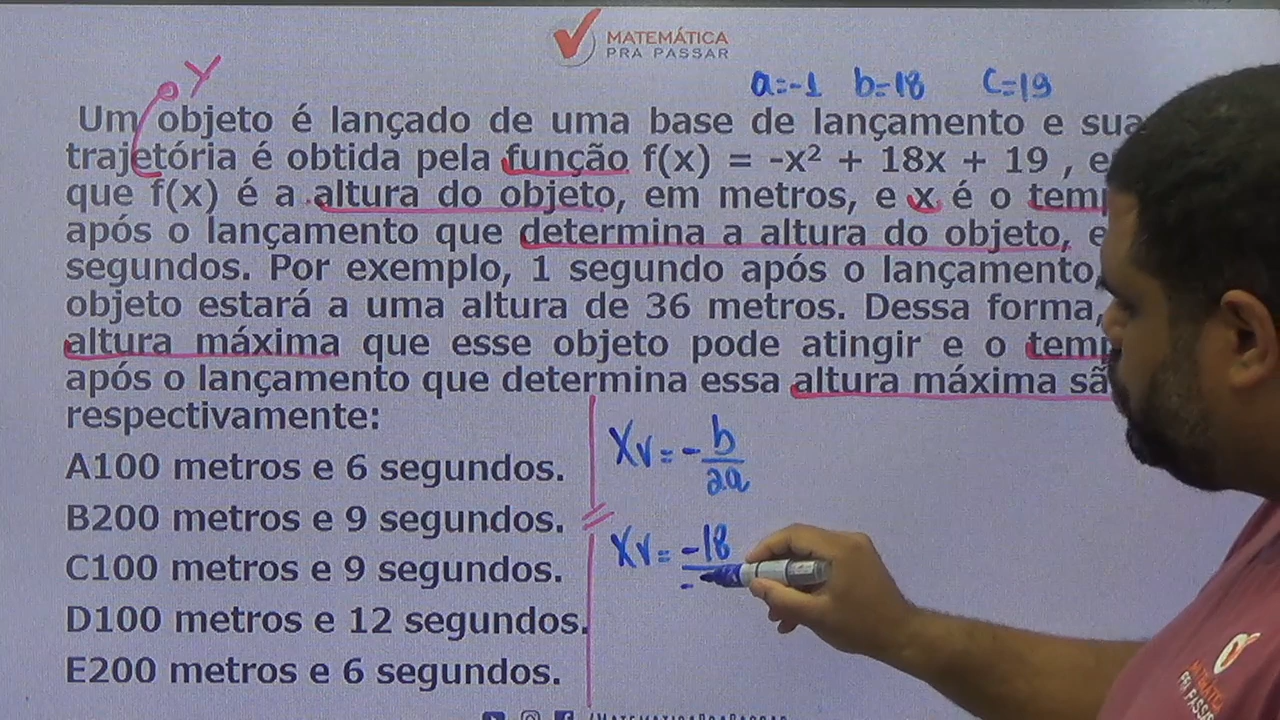 MATEMÁTICA
PRA PASSAR
a=-1 b=18 C=19
Y
Um objeto é lançado de uma base de lançamento e sua
trajetória é obtida pela função f(x) = -x² + 18x + 19 , e
que f(x) é a altura do objeto, em metros, e x é o temp
após o lançamento que determina a altura do objeto, e
segundos. Por exemplo, 1 segundo após o lançamento,
objeto estará a uma altura de 36 metros. Dessa forma,
altura máxima que esse objeto pode atingir e o temp
após o lançamento que determina essa altura máxima sã
respectivamente:
A100 metros e 6 segundos.
B200 metros e 9 segundos.
C100 metros e 9 segundos.
D100 metros e 12 segundos.
E200 metros e 6 segundos.
Xv = - b
2a
Xv = -18
-
MATEMÁTICA
PRA PASSAR
/MATEMATICAPRAPASSAR